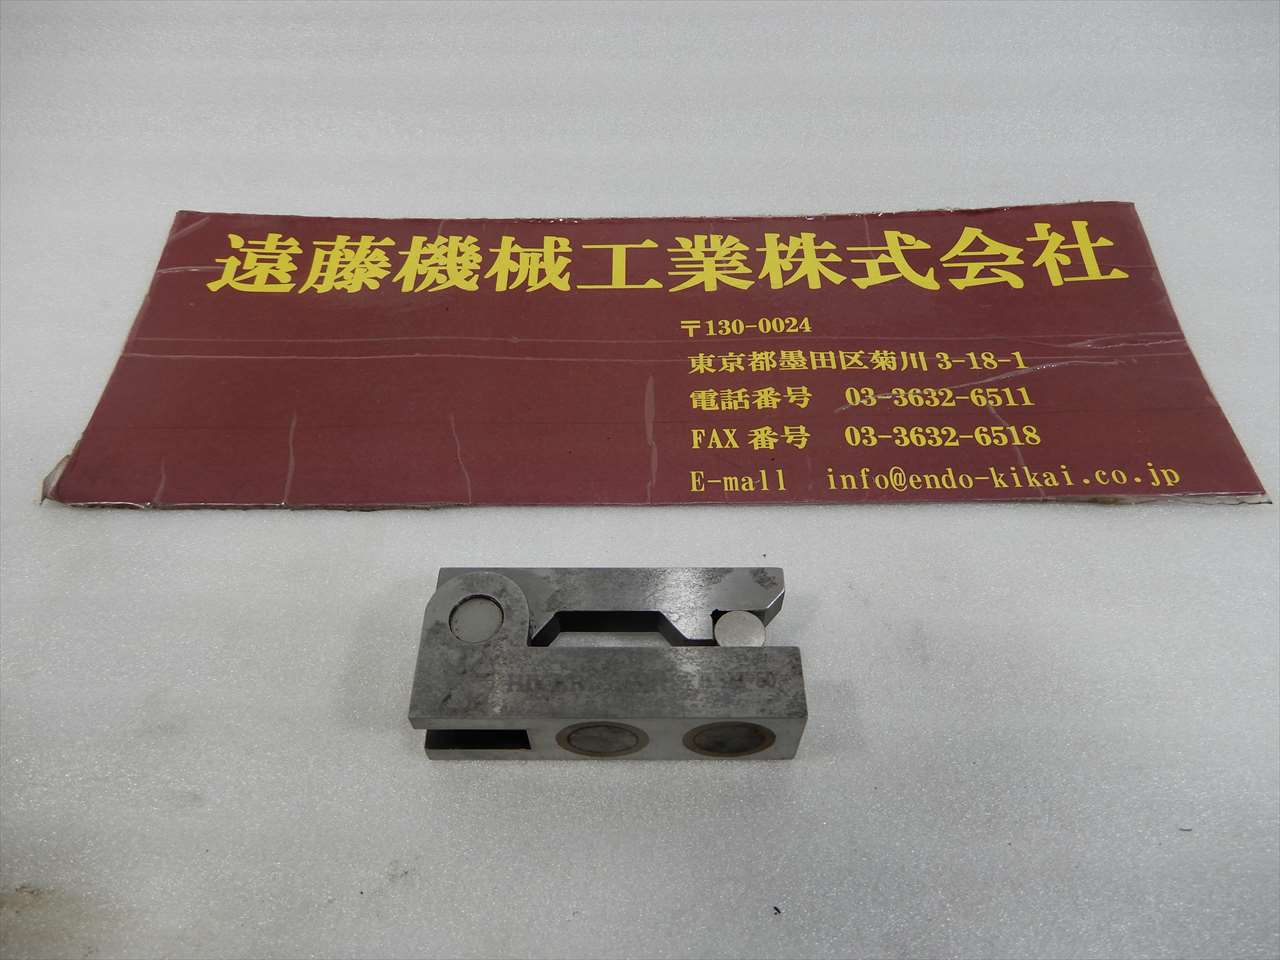 遠藤機械工業株式会社
〒130-0024
東京都墨田区菊川 3-18-1
電話番号 03-3632-6511
FAX 番号 03-3632-6518
E-mall info@endo-kikai.co.jp